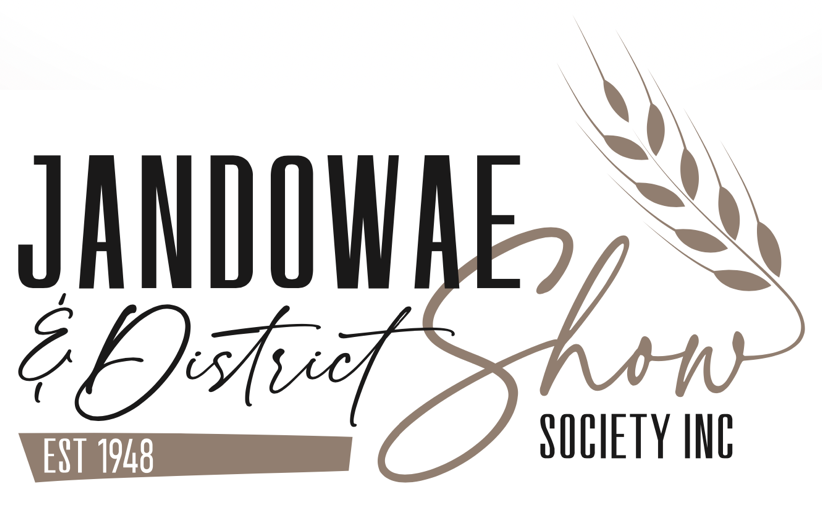 JANDOWAE
& District Show
SOCIETY INC
EST 1948